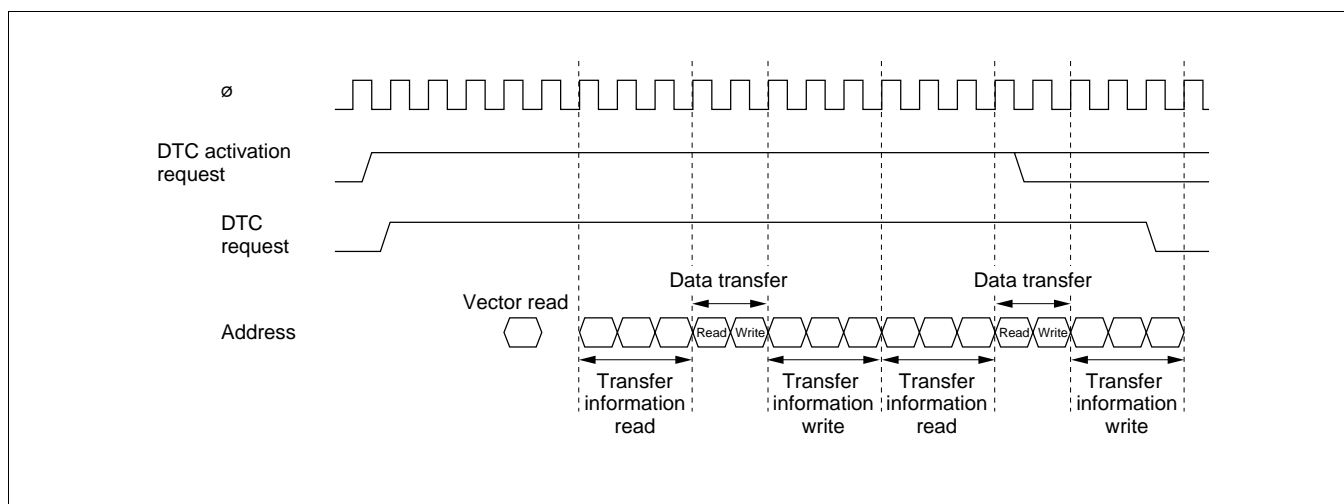 ø
DTC activation
request
DTC
request
Data transfer
Data transfer
Vector read
Address
Read
Write
Read
Write
Transfer
information
read
Transfer
information
write
Transfer
information
read
Transfer
information
write